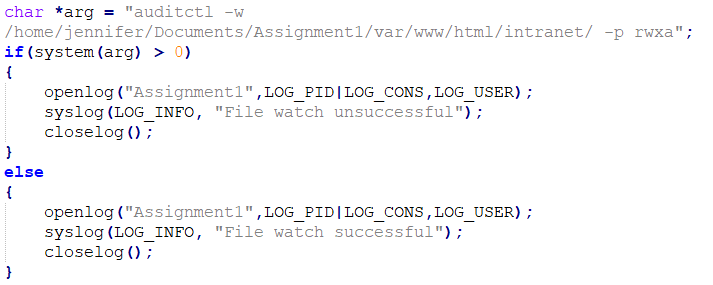 char *arg = "auditctl -w
/home/jennifer/Documents/Assignment1/var/www/html/intranet/ -p rwxa";
if(system(arg) > 0)
{
    openlog("Assignment1",LOG_PID|LOG_CONS,LOG_USER);
    syslog(LOG_INFO, "File watch unsuccessful");
    closelog();
}
else
{
    openlog("Assignment1",LOG_PID|LOG_CONS,LOG_USER);
    syslog(LOG_INFO, "File watch successful");
    closelog();
}